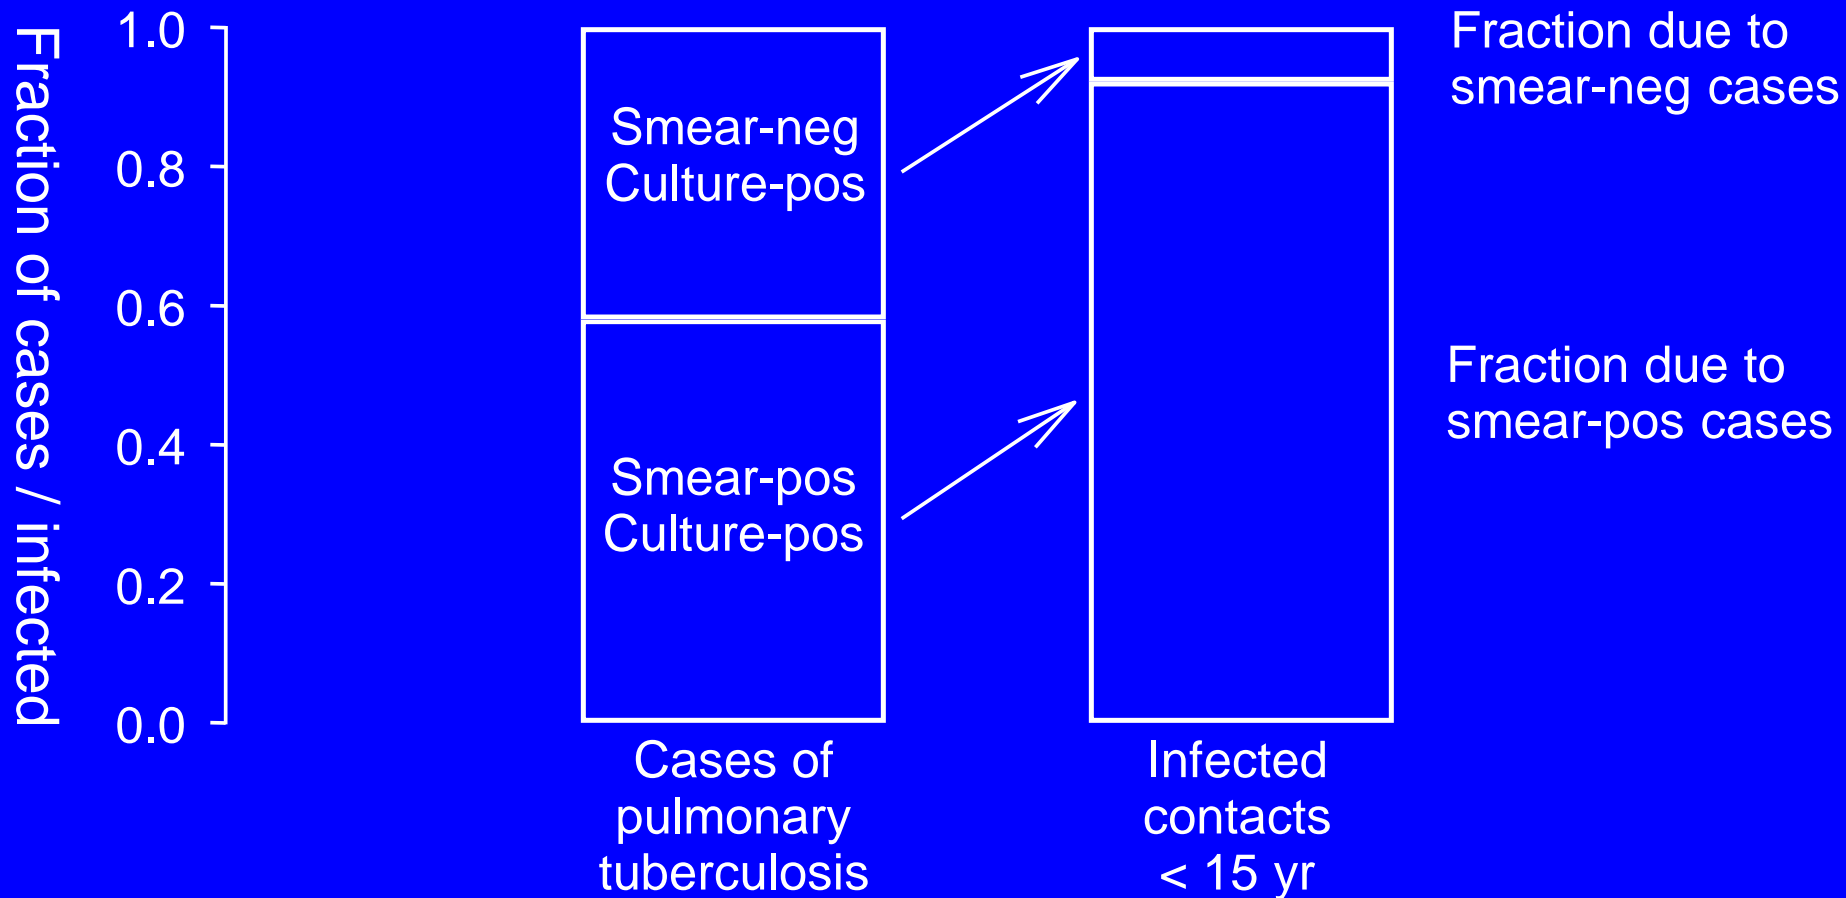 Fraction of cases / infected
1.0
0.8
0.6
0.4
0.2
0.0
Smear-neg
Culture-pos
Smear-pos
Culture-pos
Fraction due to
smear-neg cases
Fraction due to
smear-pos cases
Cases of
pulmonary
tuberculosis
Infected
contacts
< 15 yr